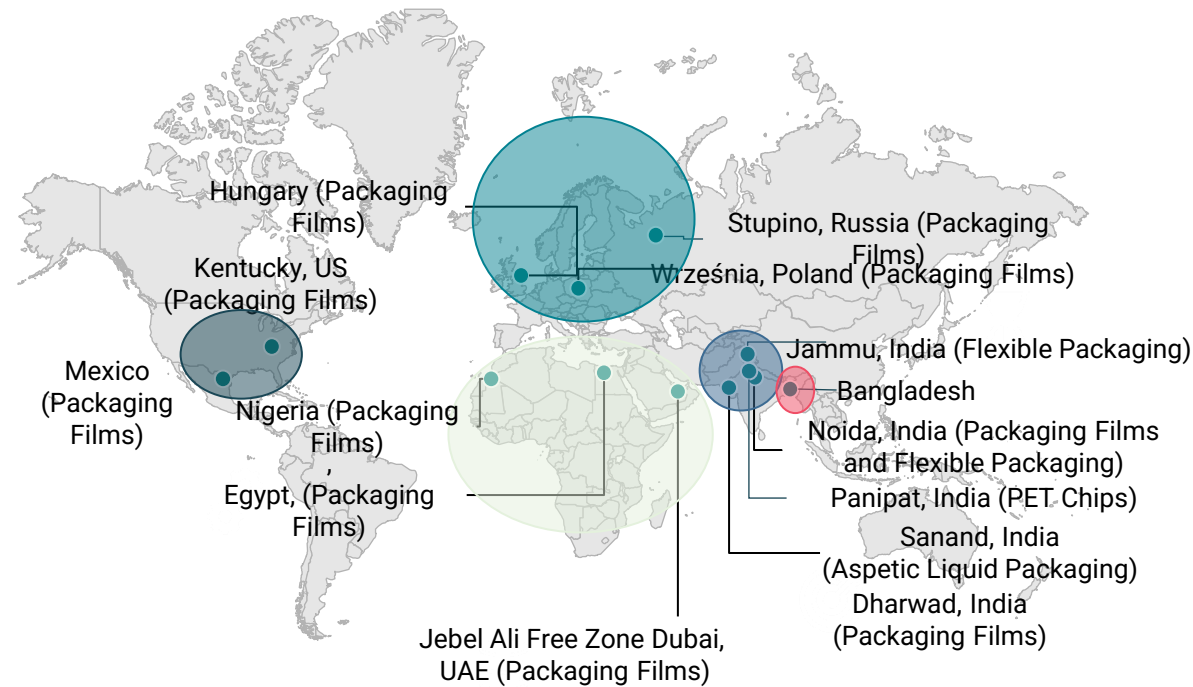 Hungary (Packaging
Films)
Stupino, Russia (Packaging
Films)
Września, Poland (Packaging Films)
Kentucky, US
(Packaging Films)
Jammu, India (Flexible Packaging)
Mexico
(Packaging
Films)
Bangladesh
Nigeria (Packaging
Films)
,
Noida, India (Packaging Films
and Flexible Packaging)
Egypt, (Packaging
Films)
Panipat, India (PET Chips)
Sanand, India
(Aspetic Liquid Packaging)
Dharwad, India
(Packaging Films)
Jebel Ali Free Zone Dubai,
UAE (Packaging Films)